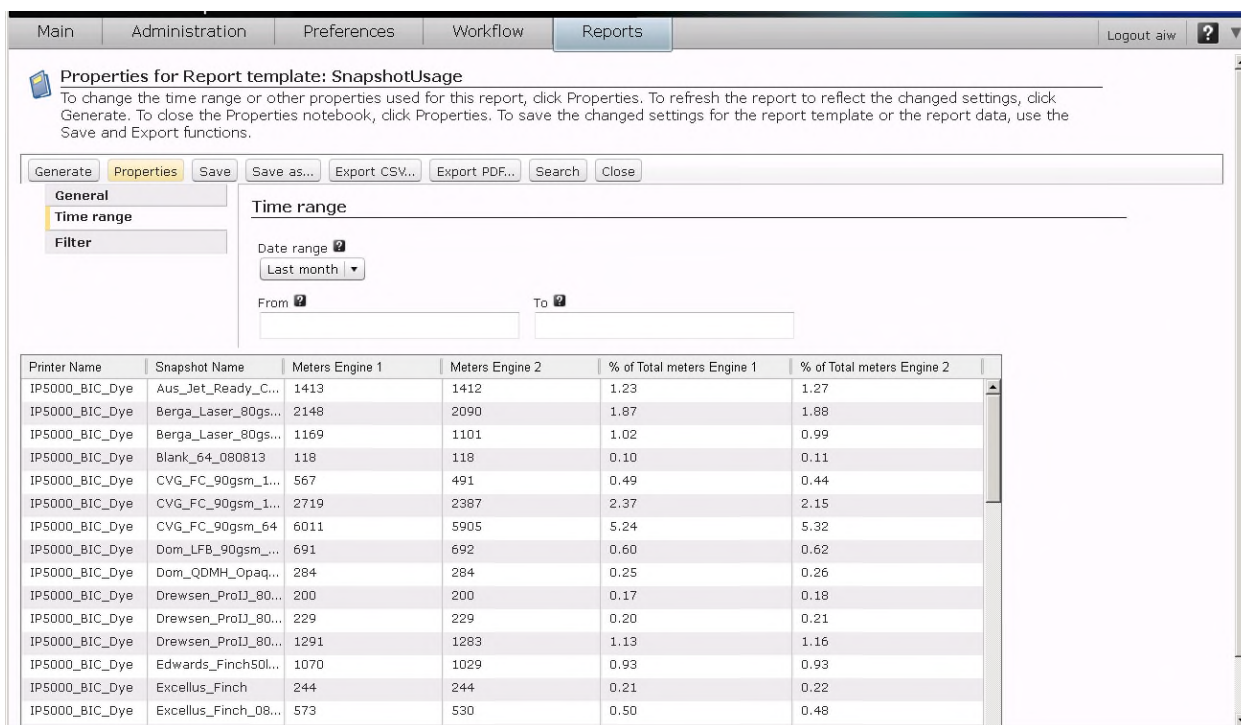 Main Administration Preferences Workflow Reports Logout aiw ?
Properties for Report template: SnapshotUsage
To change the time range or other properties used for this report, click Properties. To refresh the report to reflect the changed settings, click
Generate. To close the Properties notebook, click Properties. To save the changed settings for the report template or the report data, use the
Save and Export functions.
Generate Properties Save Save as... Export CSV... Export PDF... Search Close
General
Time range
Filter
Time range
Date range ?
Last month
From ? To ?
Printer Name Snapshot Name Meters Engine 1 Meters Engine 2 % of Total meters Engine 1 % of Total meters Engine 2
IP5000_BIC_Dye Aus_Jet_Ready_C... 1413 1412 1.23 1.27
IP5000_BIC_Dye Berga_Laser_80gs... 2148 2090 1.87 1.88
IP5000_BIC_Dye Berga_Laser_80gs... 1169 1101 1.02 0.99
IP5000_BIC_Dye Blank_64_080813 118 118 0.10 0.11
IP5000_BIC_Dye CVG_FC_90gsm_1... 567 491 0.49 0.44
IP5000_BIC_Dye CVG_FC_90gsm_1... 2719 2387 2.37 2.15
IP5000_BIC_Dye CVG_FC_90gsm_64 6011 5905 5.24 5.32
IP5000_BIC_Dye Dom_LFB_90gsm_... 691 692 0.60 0.62
IP5000_BIC_Dye Dom_QDMH_Opaq... 284 284 0.25 0.26
IP5000_BIC_Dye Drewsen_ProIJ_80... 200 200 0.17 0.18
IP5000_BIC_Dye Drewsen_ProIJ_80... 229 229 0.20 0.21
IP5000_BIC_Dye Drewsen_ProIJ_80... 1291 1283 1.13 1.16
IP5000_BIC_Dye Edwards_Finch50l... 1070 1029 0.93 0.93
IP5000_BIC_Dye Excellus_Finch 244 244 0.21 0.22
IP5000_BIC_Dye Excellus_Finch_08... 573 530 0.50 0.48